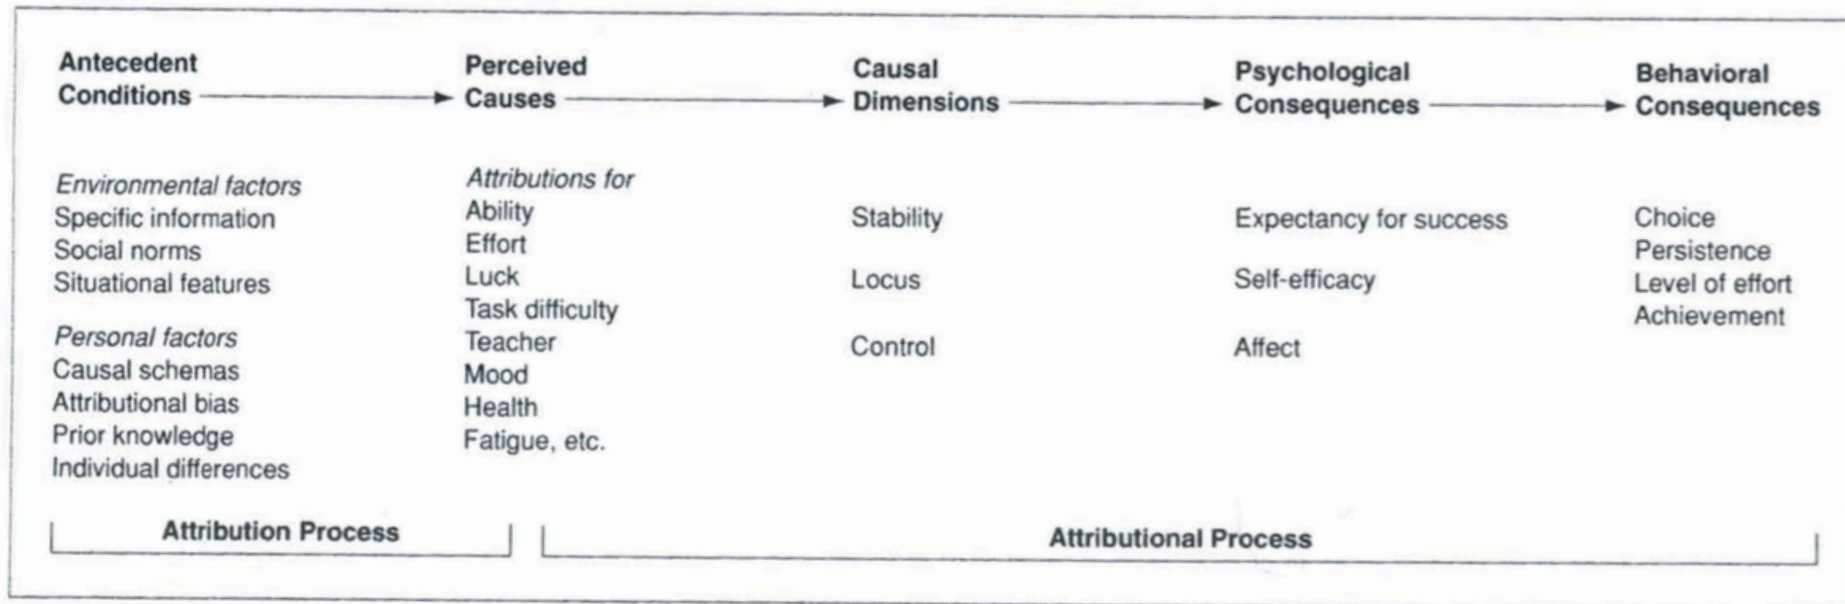 Antecedent
Conditions
Perceived
Causes
Causal
Dimensions
Psychological
Consequences
Behavioral
Consequences
Environmental factors
Specific information
Social norms
Situational features
Personal factors
Causal schemas
Attributional bias
Prior knowledge
Individual differences
Attributions for
Ability
Effort
Luck
Task difficulty
Teacher
Mood
Health
Fatigue, etc.
Stability
Locus
Control
Expectancy for success
Self-efficacy
Affect
Choice
Persistence
Level of effort
Achievement
Attribution Process
Attributional Process